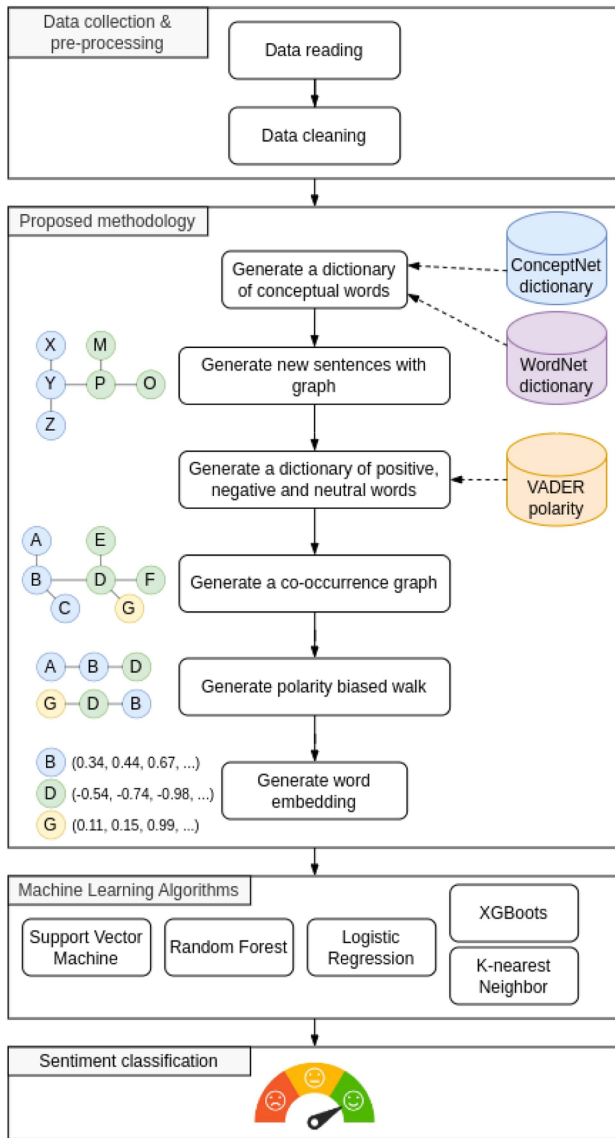 Data collection &
pre-processing
Data reading
Data cleaning
Proposed methodology
Generate a dictionary
of conceptual words
ConceptNet
dictionary
WordNet
dictionary
X
M
Y
P
O
Z
Generate new sentences with
graph
Generate a dictionary of positive,
negative and neutral words
VADER
polarity
A
E
B
D
F
C
G
Generate a co-occurrence graph
A
B
D
G
D
B
Generate polarity biased walk
B (0.34, 0.44, 0.67, ...)
D (-0.54, -0.74, -0.98, ...)
G (0.11, 0.15, 0.99, ...)
Generate word
embedding
Machine Learning Algorithms
Support Vector
Machine
Random Forest
Logistic
Regression
XGBoots
K-nearest
Neighbor
Sentiment classification